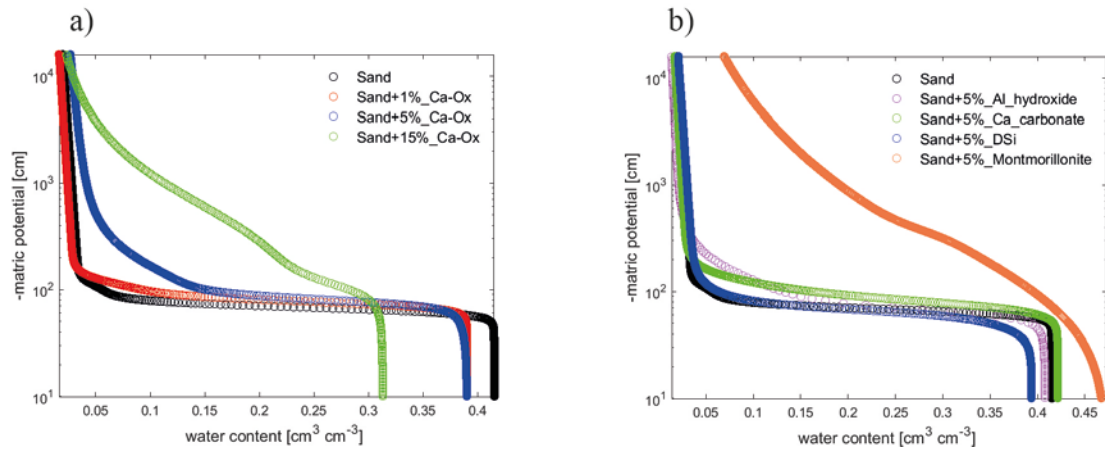 a)
10^4
10^3
10^2
10^1
-matric potential [cm]
Sand
Sand+1%_Ca-Ox
Sand+5%_Ca-Ox
Sand+15%_Ca-Ox
0.05 0.1 0.15 0.2 0.25 0.3 0.35 0.4
water content [cm³ cm⁻³]
b)
10^4
10^3
10^2
10^1
-matric potential [cm]
Sand
Sand+5%_Al_hydroxide
Sand+5%_Ca_carbonate
Sand+5%_DSi
Sand+5%_Montmorillonite
0.05 0.1 0.15 0.2 0.25 0.3 0.35 0.4 0.45
water content [cm³ cm⁻³]